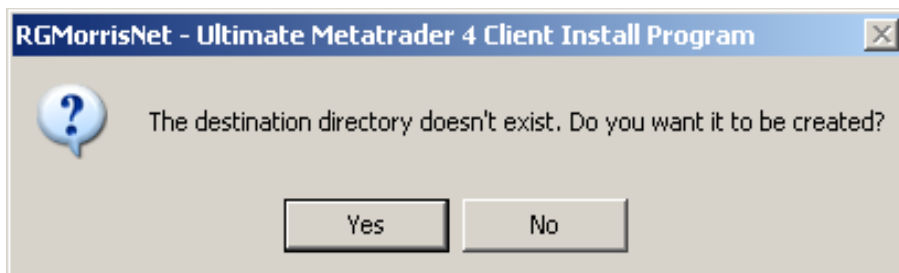 RGMorrisNet - Ultimate Metatrader 4 Client Install Program
The destination directory doesn't exist. Do you want it to be created?
Yes
No